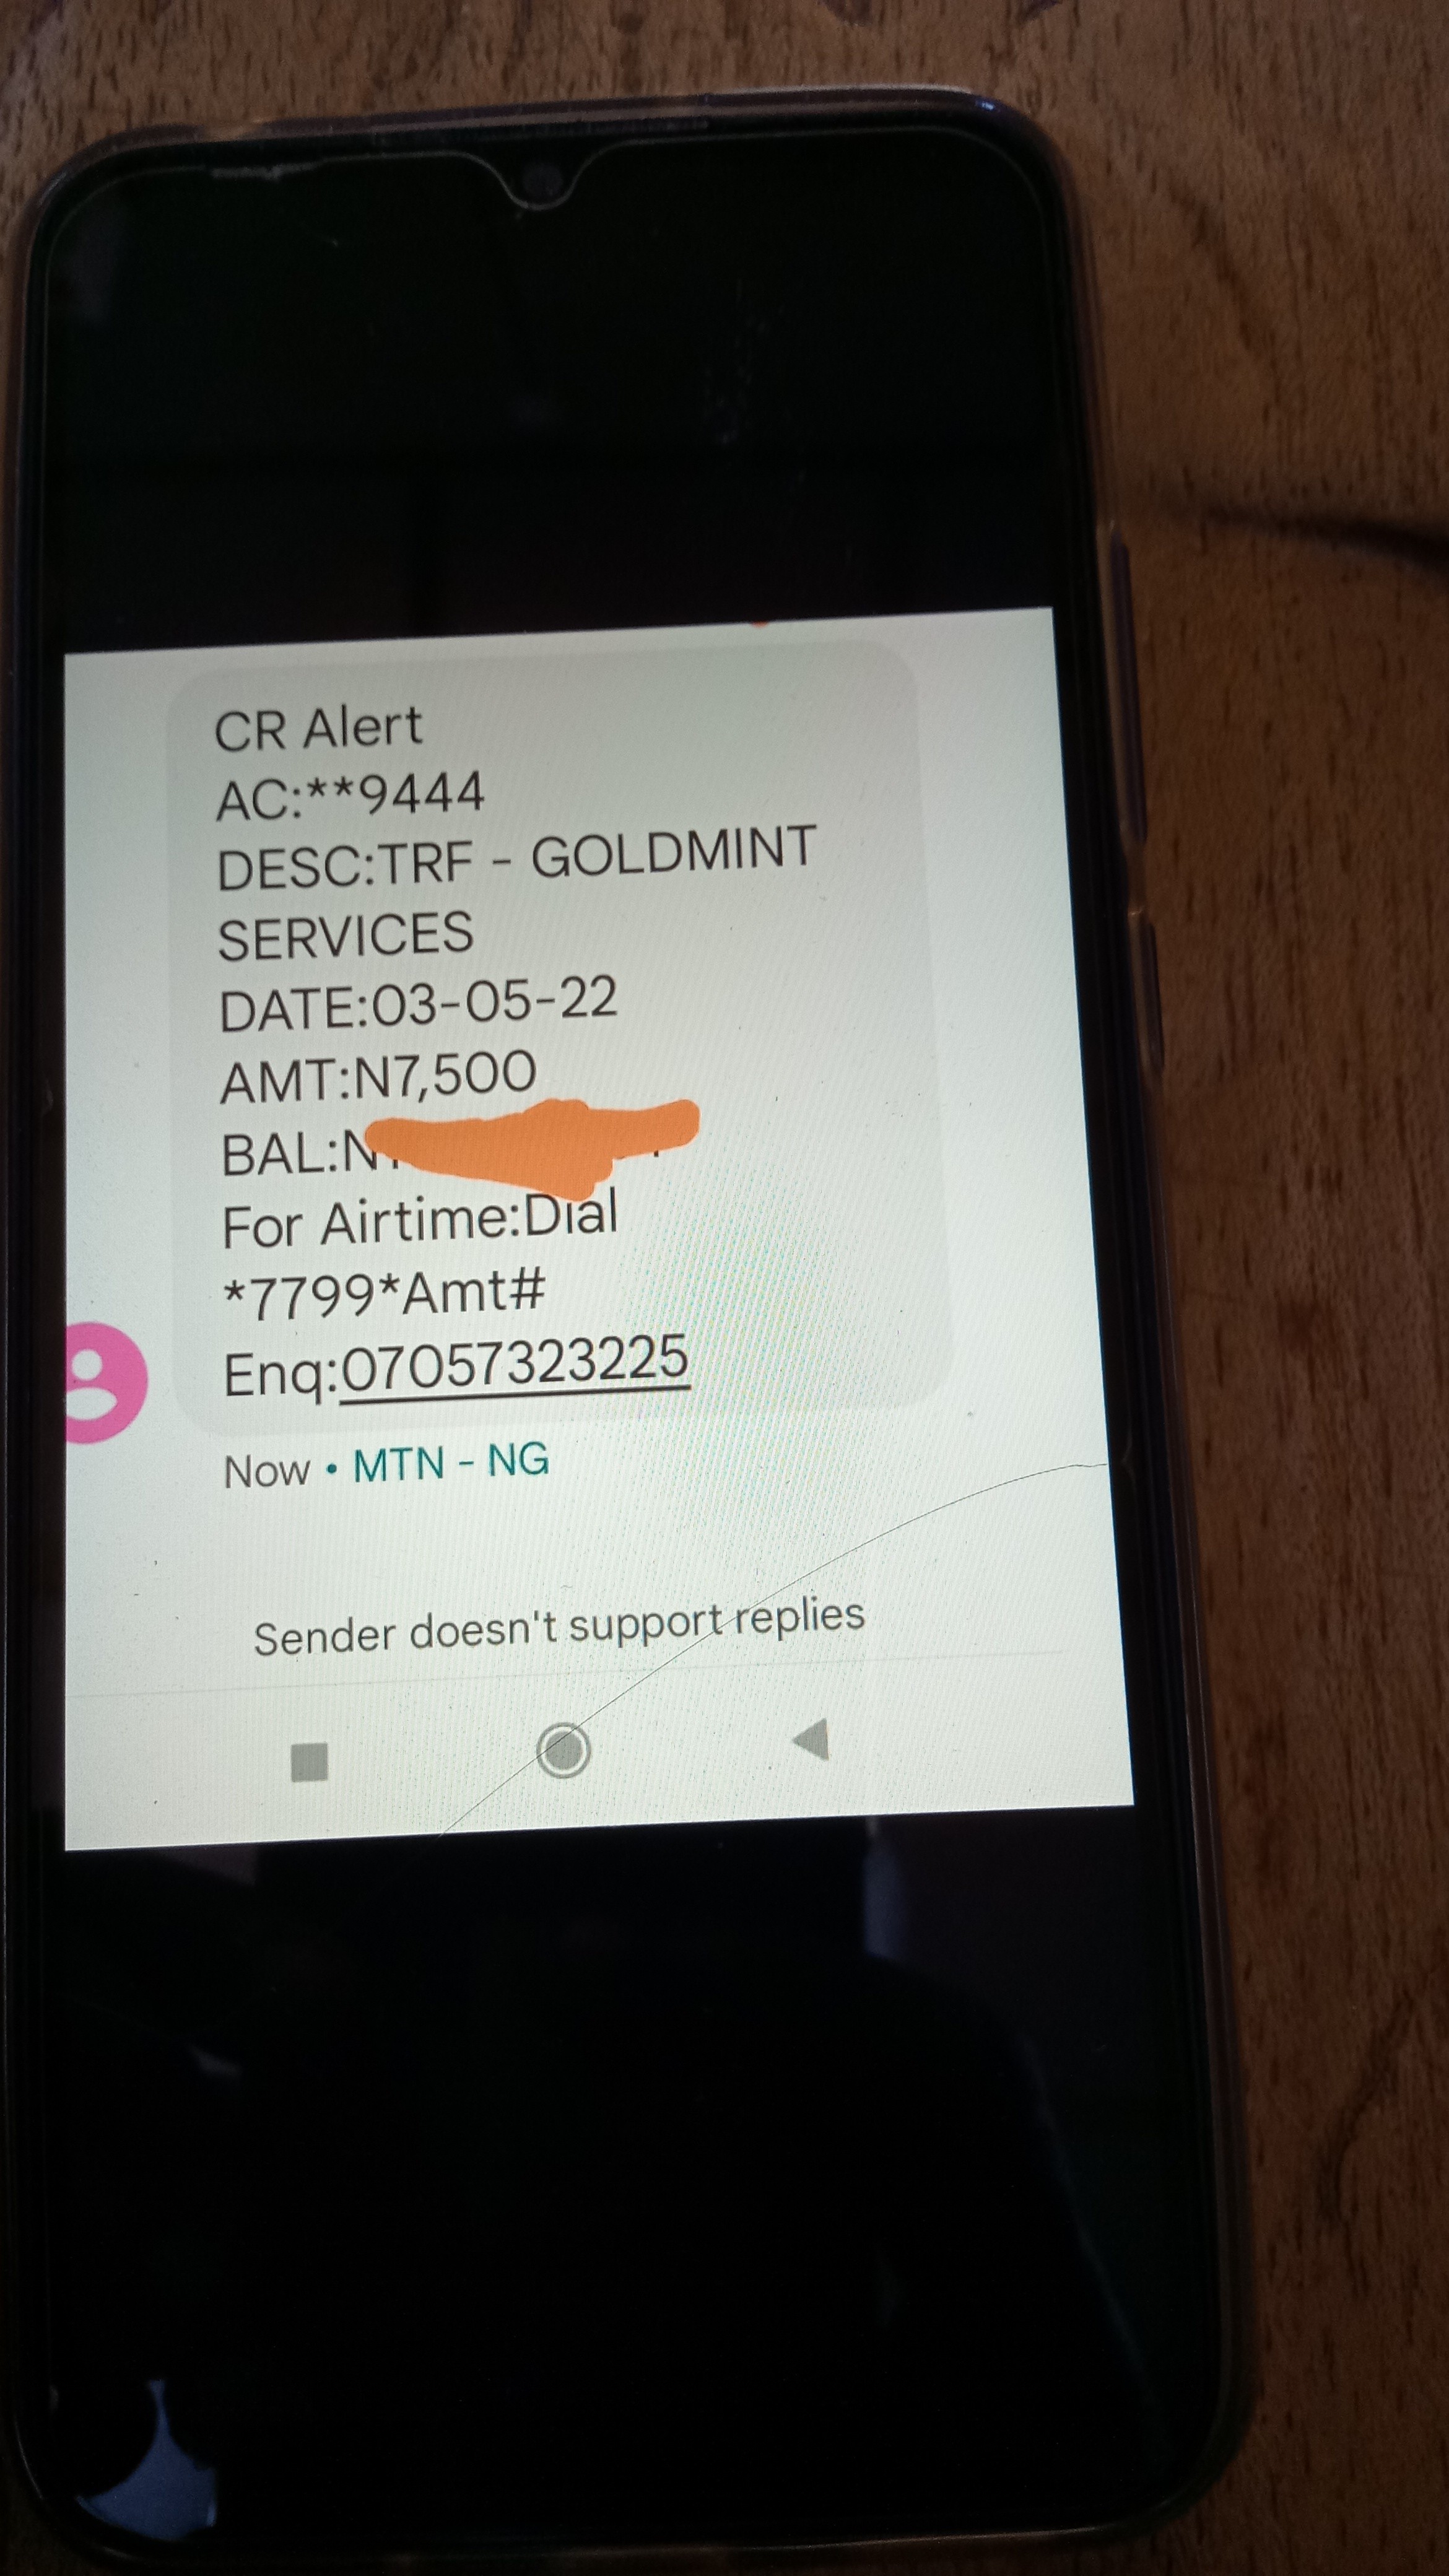 CR Alert
AC:**9444
DESC:TRF - GOLDMINT
SERVICES
DATE:03-05-22
AMT:N7,500
BAL:N
For Airtime:Dial
*7799*Amt#
Enq:07057323225
Now • MTN - NG
Sender doesn't support replies